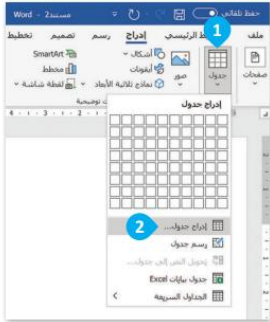 حفظ تلقائي
مستند2 - Word
ملف
الرئيسي
إدراج
رسم
تصميم
تخطيط
1
صفحات
جدول
صور
أشكال
أيقونات
نماذج ثلاثية الأبعاد
SmartArt
مخطط
لقطة شاشة
إدراج جدول
2
إدراج جدول...
رسم جدول
تحويل النص إلى جدول...
جدول بيانات Excel
الجداول السريعة